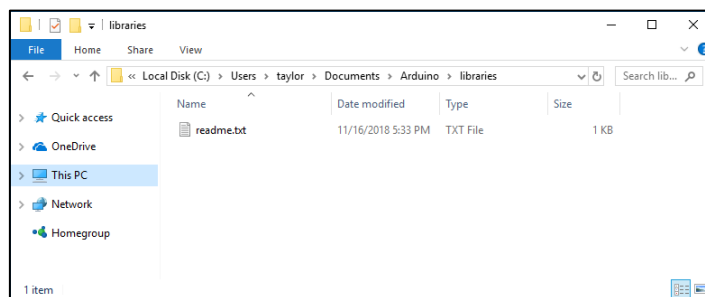 libraries
File Home Share View
« Local Disk (C:) › Users › taylor › Documents › Arduino › libraries
Search lib...
Name Date modified Type Size
Quick access
readme.txt 11/16/2018 5:33 PM TXT File 1 KB
OneDrive
This PC
Network
Homegroup
1 item